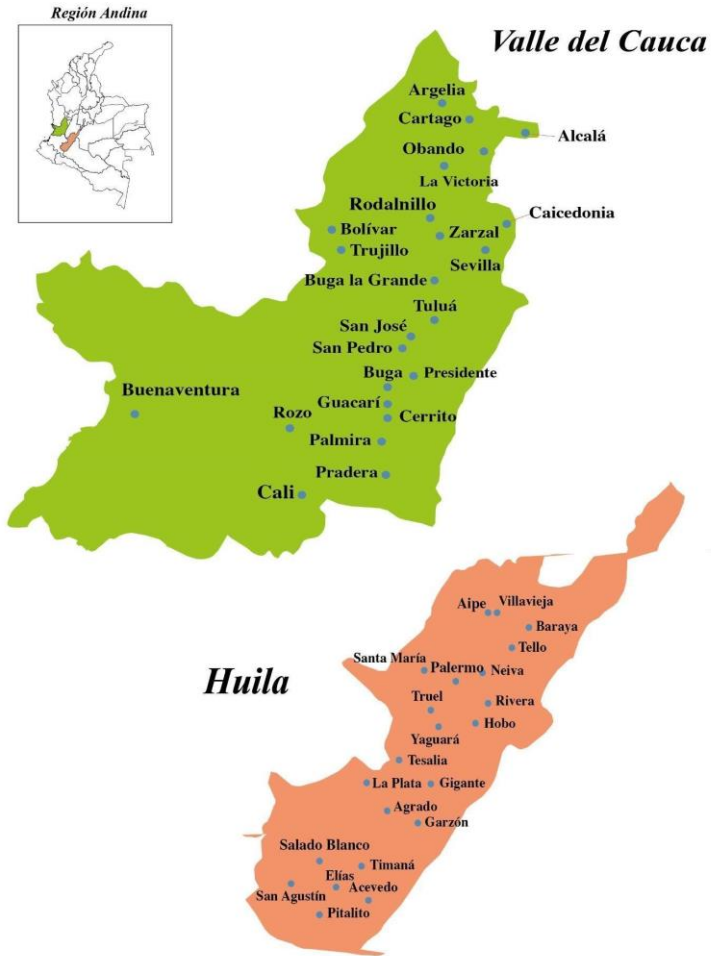 Región Andina
Valle del Cauca
Argelia
Cartago
Alcalá
Obando
La Victoria
Rodalnillo
Caicedonia
Bolívar
Zarzal
Trujillo
Sevilla
Buga la Grande
Tuluá
San José
San Pedro
Buga
Presidente
Buenaventura
Guacarí
Rozo
Cerrito
Palmira
Pradera
Cali
Huila
Aipe
Villavieja
Baraya
Tello
Santa María
Palermo
Neiva
Truel
Rivera
Hobo
Yaguará
Tesalia
La Plata
Gigante
Agrado
Garzón
Salado Blanco
Timaná
Elías
San Agustín
Acevedo
Pitalito